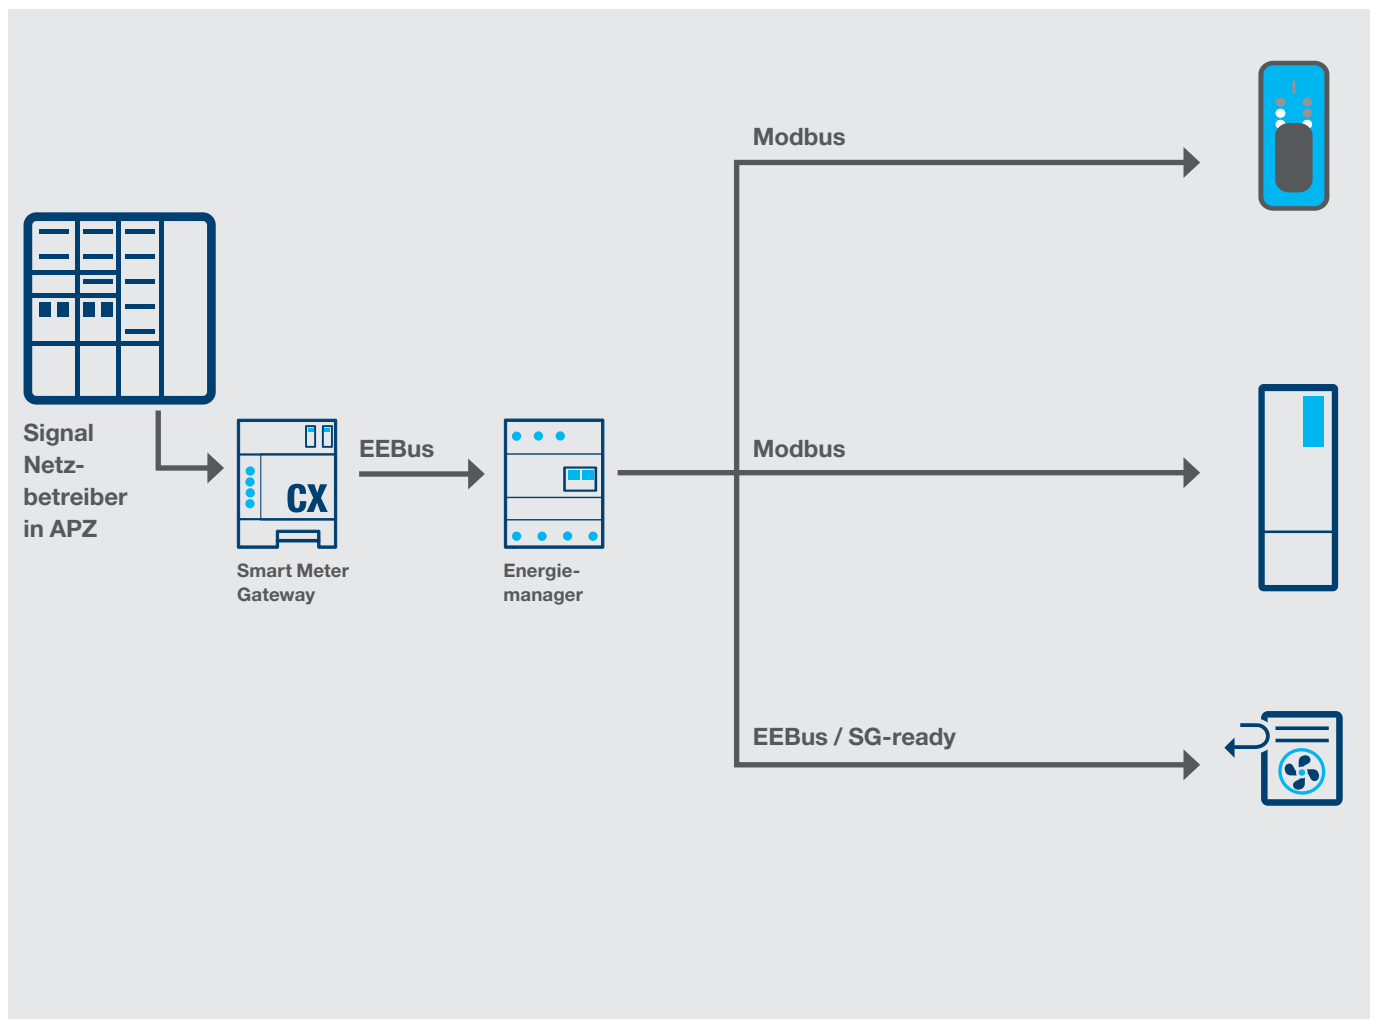 Modbus
Signal
Netz-
betreiber
in APZ
CX
Smart Meter
Gateway
EEBus
Energie-
manager
Modbus
EEBus / SG-ready